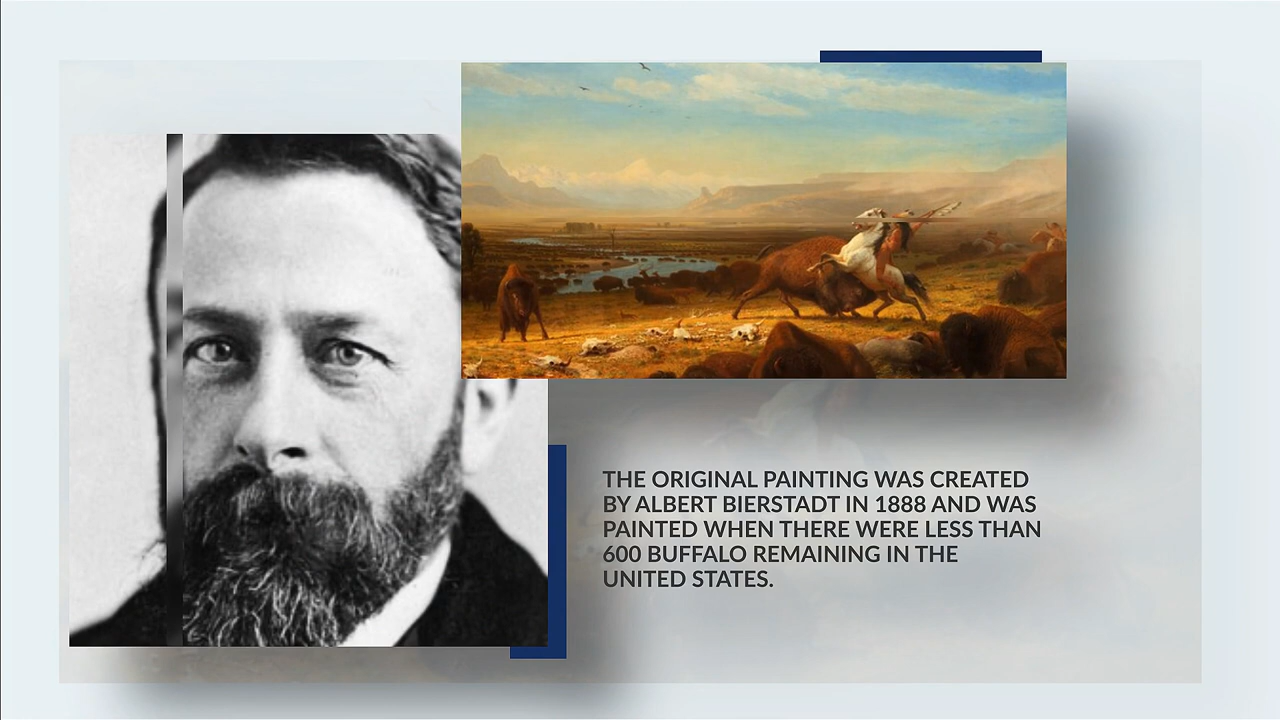 THE ORIGINAL PAINTING WAS CREATED
BY ALBERT BIERSTADT IN 1888 AND WAS
PAINTED WHEN THERE WERE LESS THAN
600 BUFFALO REMAINING IN THE
UNITED STATES.